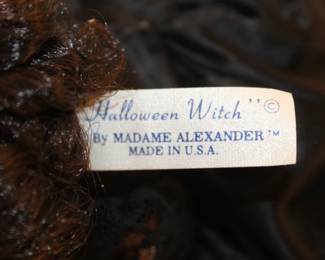 "Halloween Witch"©
By MADAME ALEXANDER™
MADE IN U.S.A.